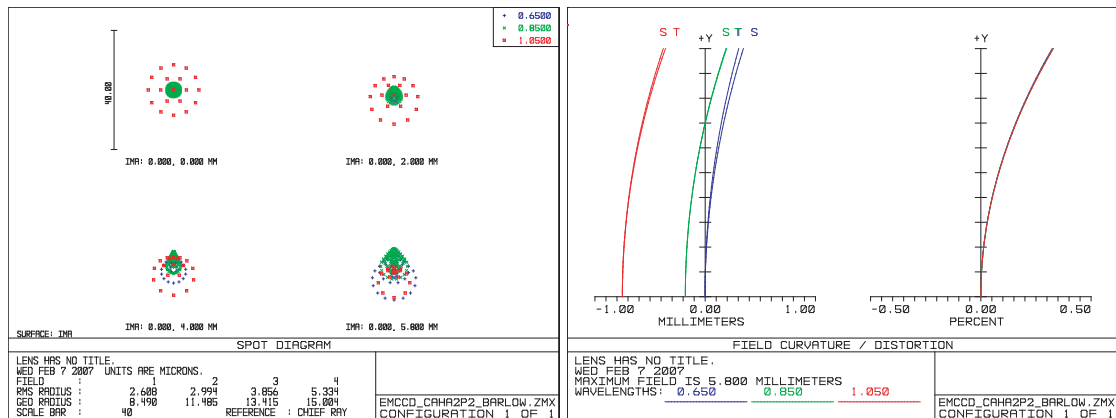 + 0.6500
× 0.8500
1.0500
40.00
IMA: 0.000, 0.000 MM
IMA: 0.000, 2.000 MM
IMA: 0.000, 4.000 MM
IMA: 0.000, 5.800 MM
SURFACE: IMA
SPOT DIAGRAM
LENS HAS NO TITLE.
WED FEB 7 2007 UNITS ARE MICRONS.
FIELD : 1 2 3 4
RMS RADIUS : 2.608 2.994 3.856 5.334
GEO RADIUS : 8.490 11.485 13.415 15.004
SCALE BAR : 40 REFERENCE : CHIEF RAY
EMCCD_CAHA2P2_BARLOW.ZMX
CONFIGURATION 1 OF 1
S T S T S +Y
-1.00 0.00 1.00
MILLIMETERS
+Y
-0.50 0.00 0.50
PERCENT
FIELD CURVATURE / DISTORTION
LENS HAS NO TITLE.
WED FEB 7 2007
MAXIMUM FIELD IS 5.800 MILLIMETERS
WAVELENGTHS: 0.650 0.850 1.050
EMCCD_CAHA2P2_BARLOW.ZMX
CONFIGURATION 1 OF 1